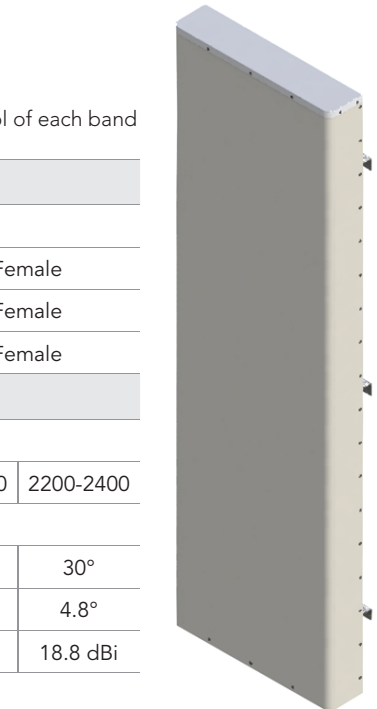 ol of each band
Female
Female
Female
0 2200-2400
30°
4.8°
18.8 dBi